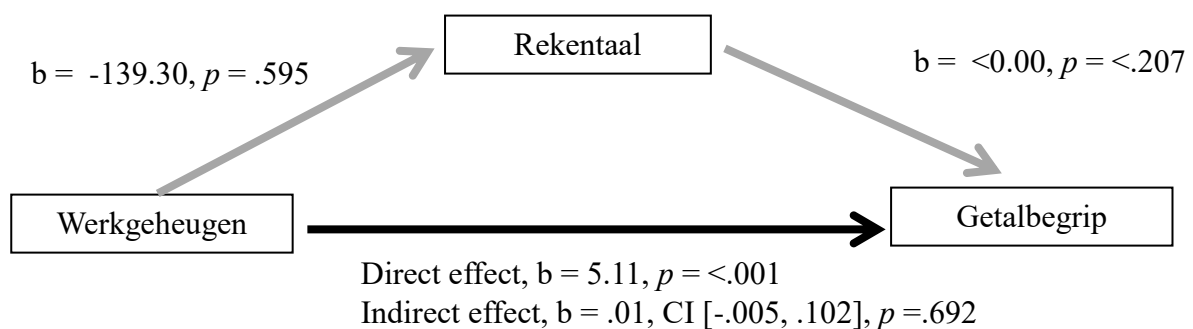 Rekentaal
b = -139.30, p = .595
b = <0.00, p = <.207
Werkgeheugen
Getalbegrip
Direct effect, b = 5.11, p = <.001
Indirect effect, b = .01, CI [-.005, .102], p =.692